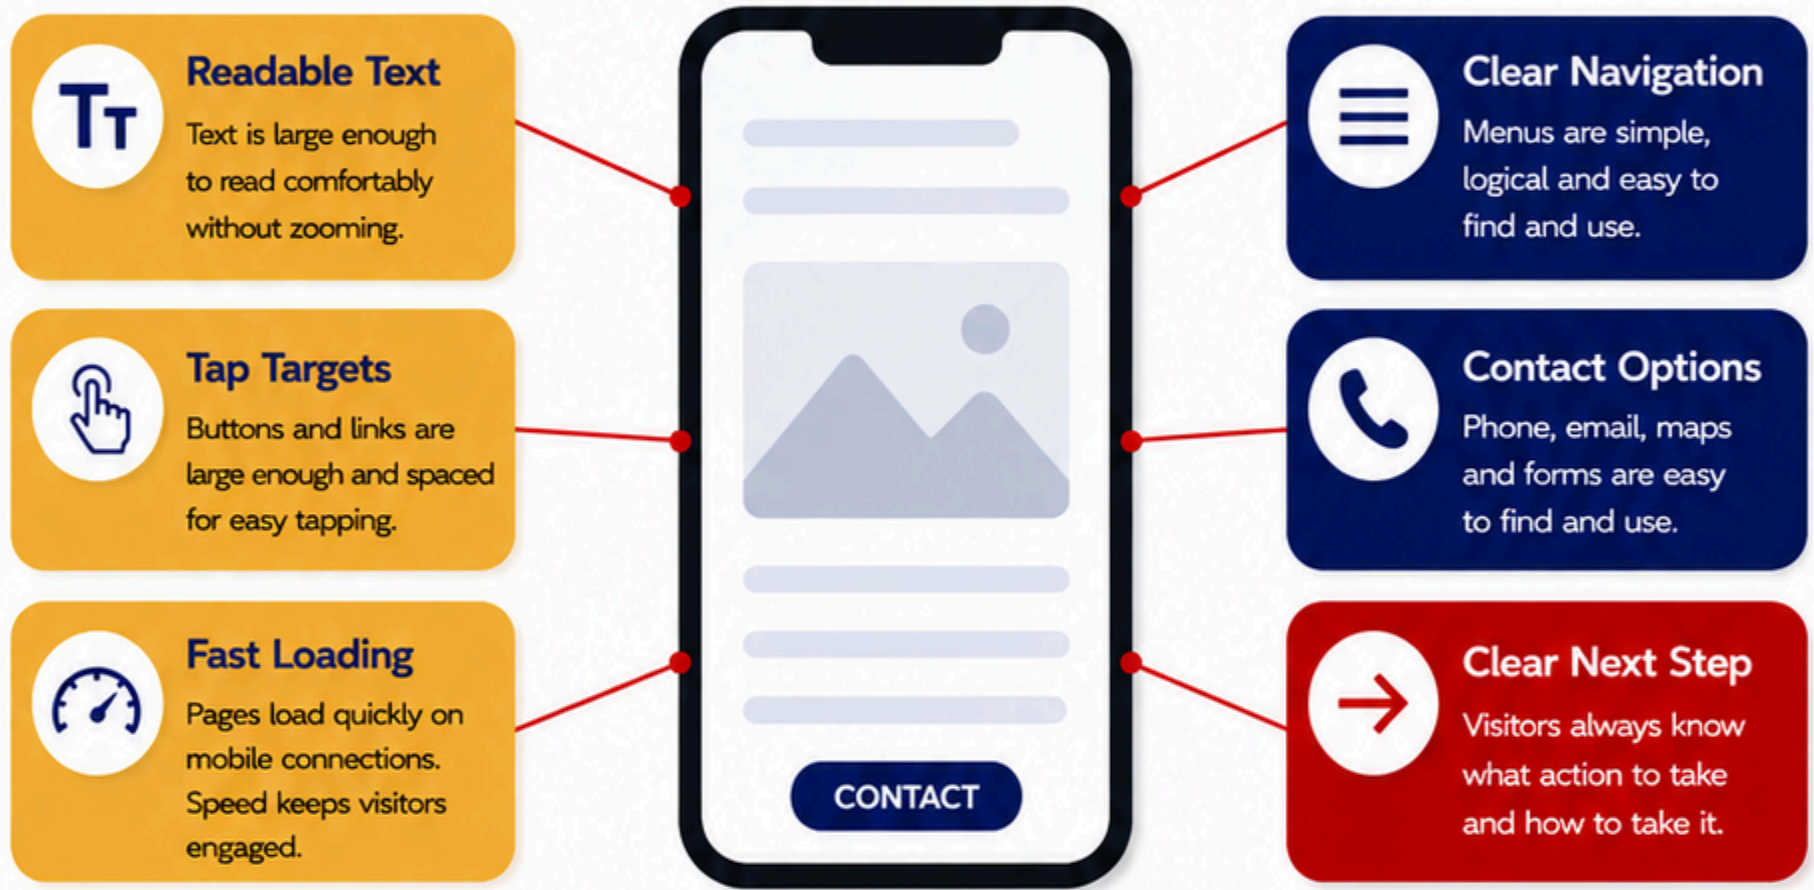 Readable Text
Text is large enough
to read comfortably
without zooming.
Tap Targets
Buttons and links are
large enough and spaced
for easy tapping.
Fast Loading
Pages load quickly on
mobile connections.
Speed keeps visitors
engaged.
CONTACT
Clear Navigation
Menus are simple,
logical and easy to
find and use.
Contact Options
Phone, email, maps
and forms are easy
to find and use.
Clear Next Step
Visitors always know
what action to take
and how to take it.